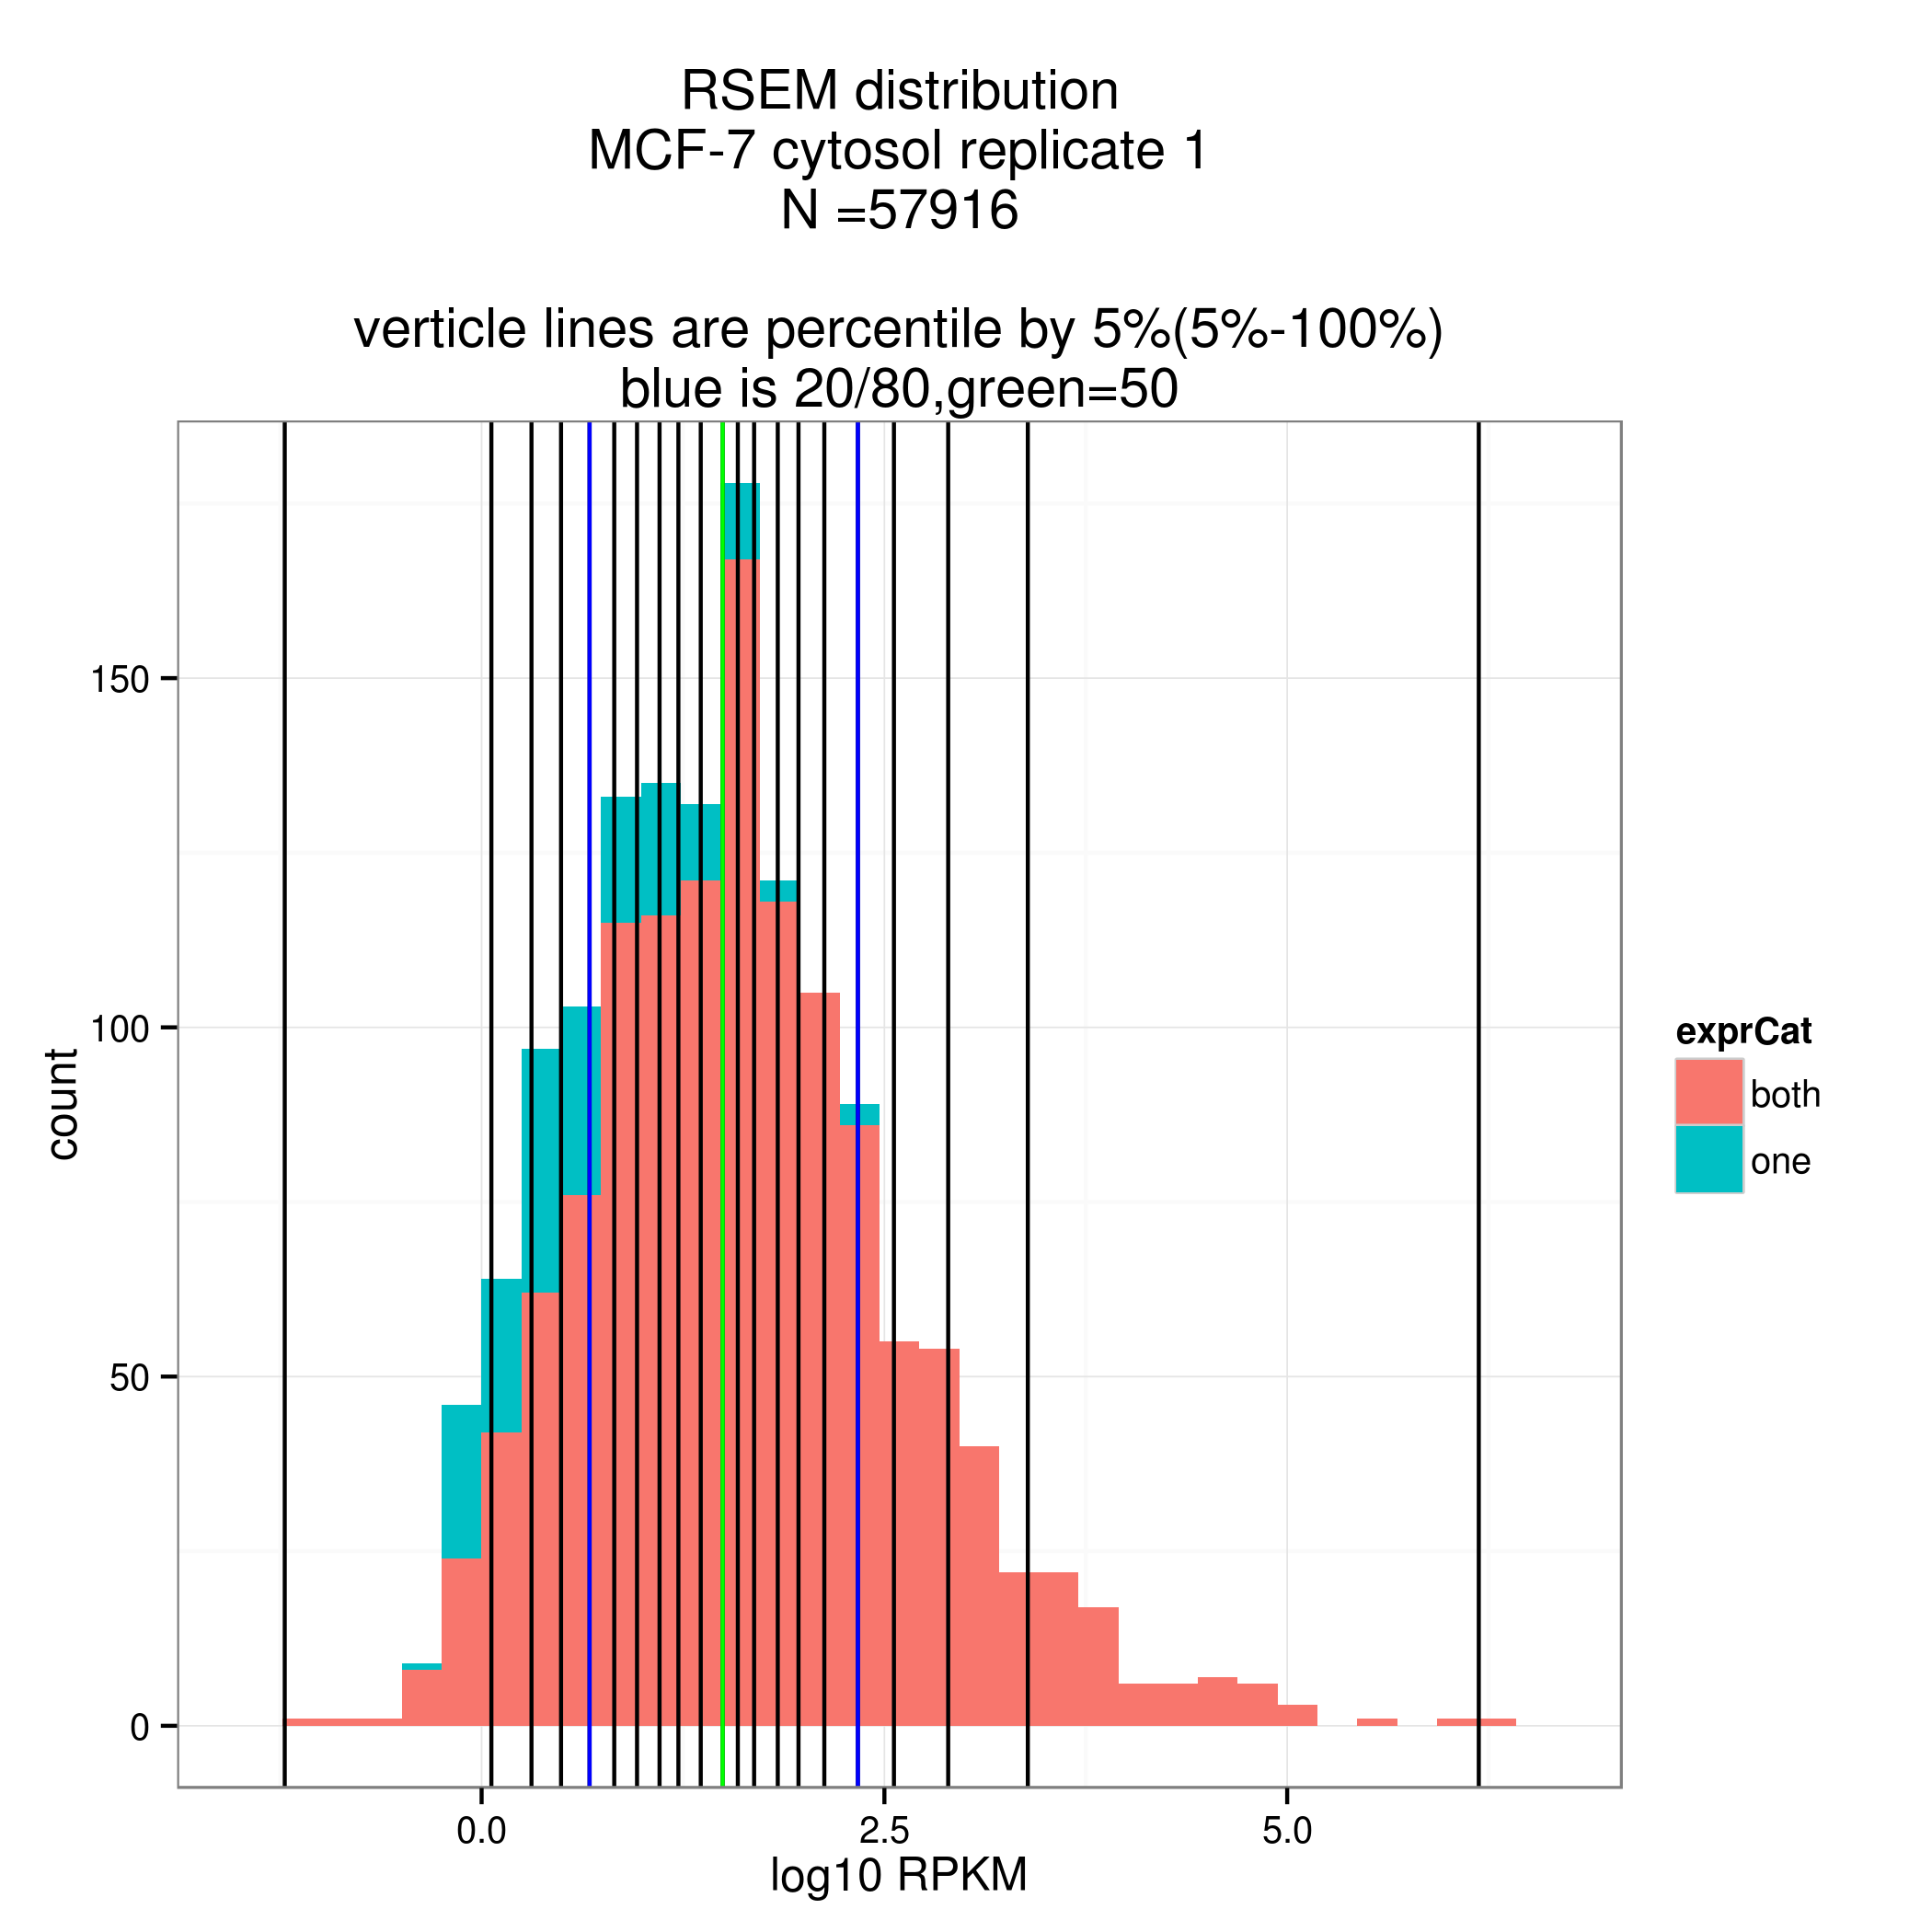 RSEM distribution
MCF-7 cytosol replicate 1
N =57916
verticle lines are percentile by 5%(5%-100%)
blue is 20/80,green=50
150
100
50
0
count
0.0
2.5
5.0
log10 RPKM
exprCat
both
one